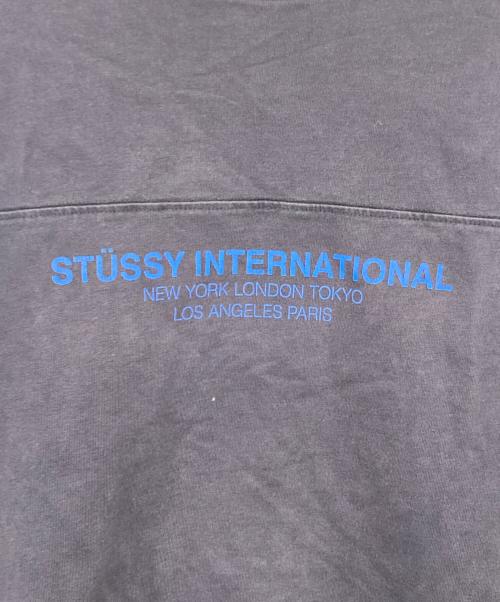 STÜSSY INTERNATIONAL
NEW YORK LONDON TOKYO
LOS ANGELES PARIS